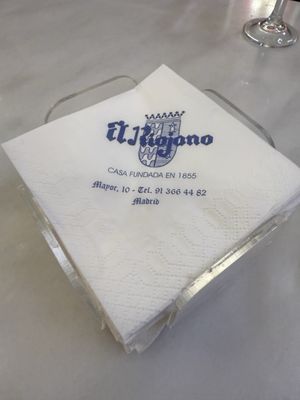 El Riojano
CASA FUNDADA EN 1855
Mayor, 10 - Tel. 91 366 44 82
Madrid